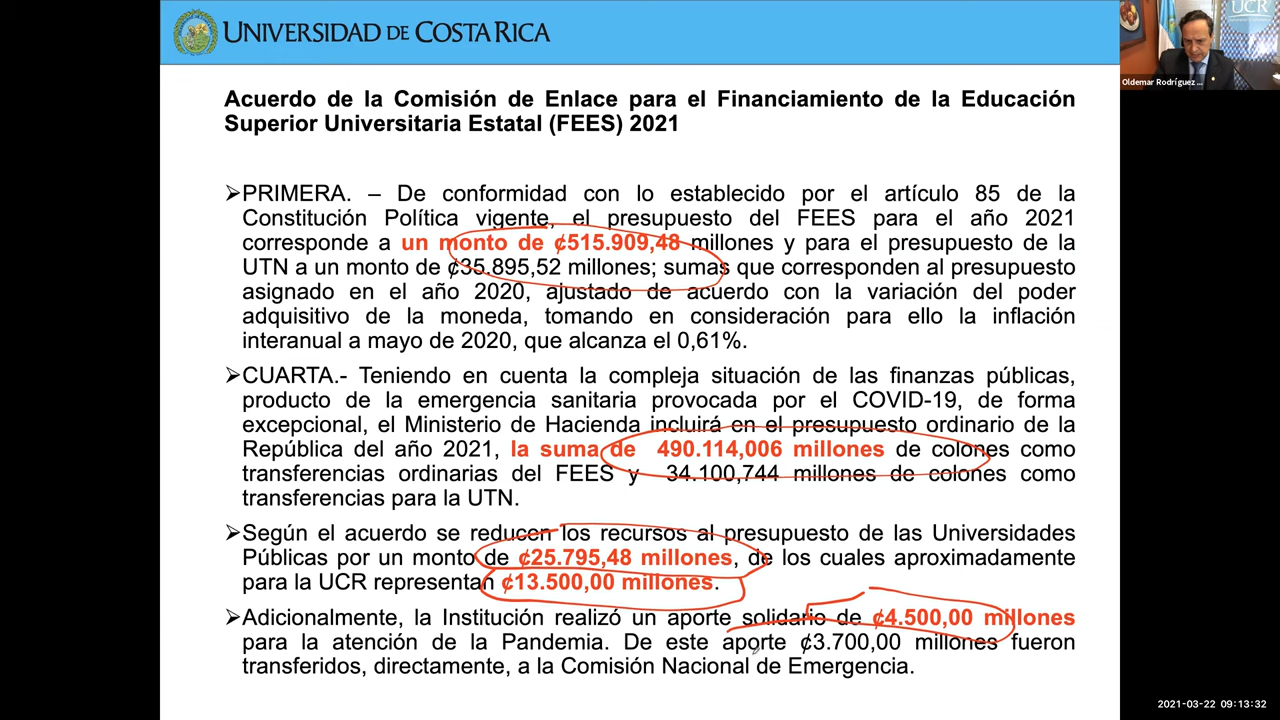 UNIVERSIDAD DE COSTA RICA
UCR
Oldemar Rodríguez ...
Acuerdo de la Comisión de Enlace para el Financiamiento de la Educación
Superior Universitaria Estatal (FEES) 2021
➢PRIMERA. – De conformidad con lo establecido por el artículo 85 de la
Constitución Política vigente, el presupuesto del FEES para el año 2021
corresponde a un monto de ₡515.909,48 millones y para el presupuesto de la
UTN a un monto de ₡35.895,52 millones; sumas que corresponden al presupuesto
asignado en el año 2020, ajustado de acuerdo con la variación del poder
adquisitivo de la moneda, tomando en consideración para ello la inflación
interanual a mayo de 2020, que alcanza el 0,61%.
➢CUARTA.- Teniendo en cuenta la compleja situación de las finanzas públicas,
producto de la emergencia sanitaria provocada por el COVID-19, de forma
excepcional, el Ministerio de Hacienda incluirá en el presupuesto ordinario de la
República del año 2021, la suma de 490.114,006 millones de colones como
transferencias ordinarias del FEES y 34.100,744 millones de colones como
transferencias para la UTN.
➢Según el acuerdo se reducen los recursos al presupuesto de las Universidades
Públicas por un monto de ₡25.795,48 millones, de los cuales aproximadamente
para la UCR representan ₡13.500,00 millones.
➢Adicionalmente, la Institución realizó un aporte solidario de ₡4.500,00 millones
para la atención de la Pandemia. De este aporte ₡3.700,00 millones fueron
transferidos, directamente, a la Comisión Nacional de Emergencia.
2021-03-22 09:13:32